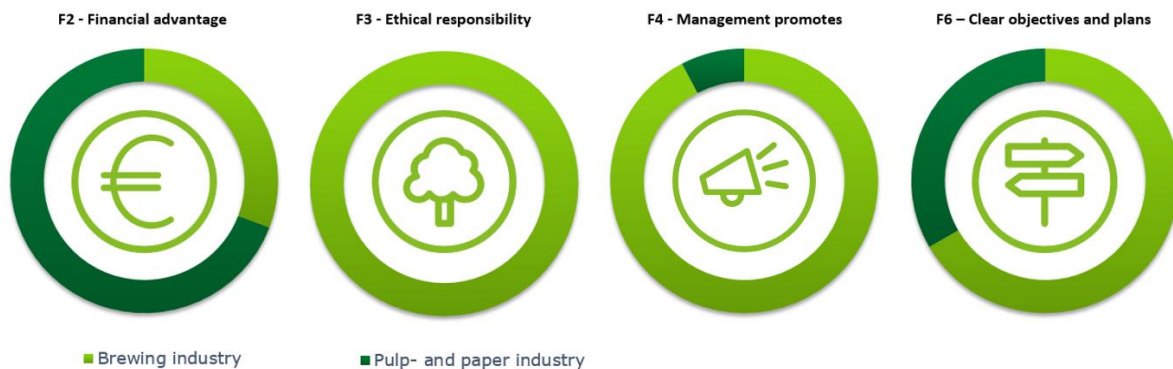 F2 - Financial advantage
F3 - Ethical responsibility
F4 - Management promotes
F6 – Clear objectives and plans
Brewing industry
Pulp- and paper industry